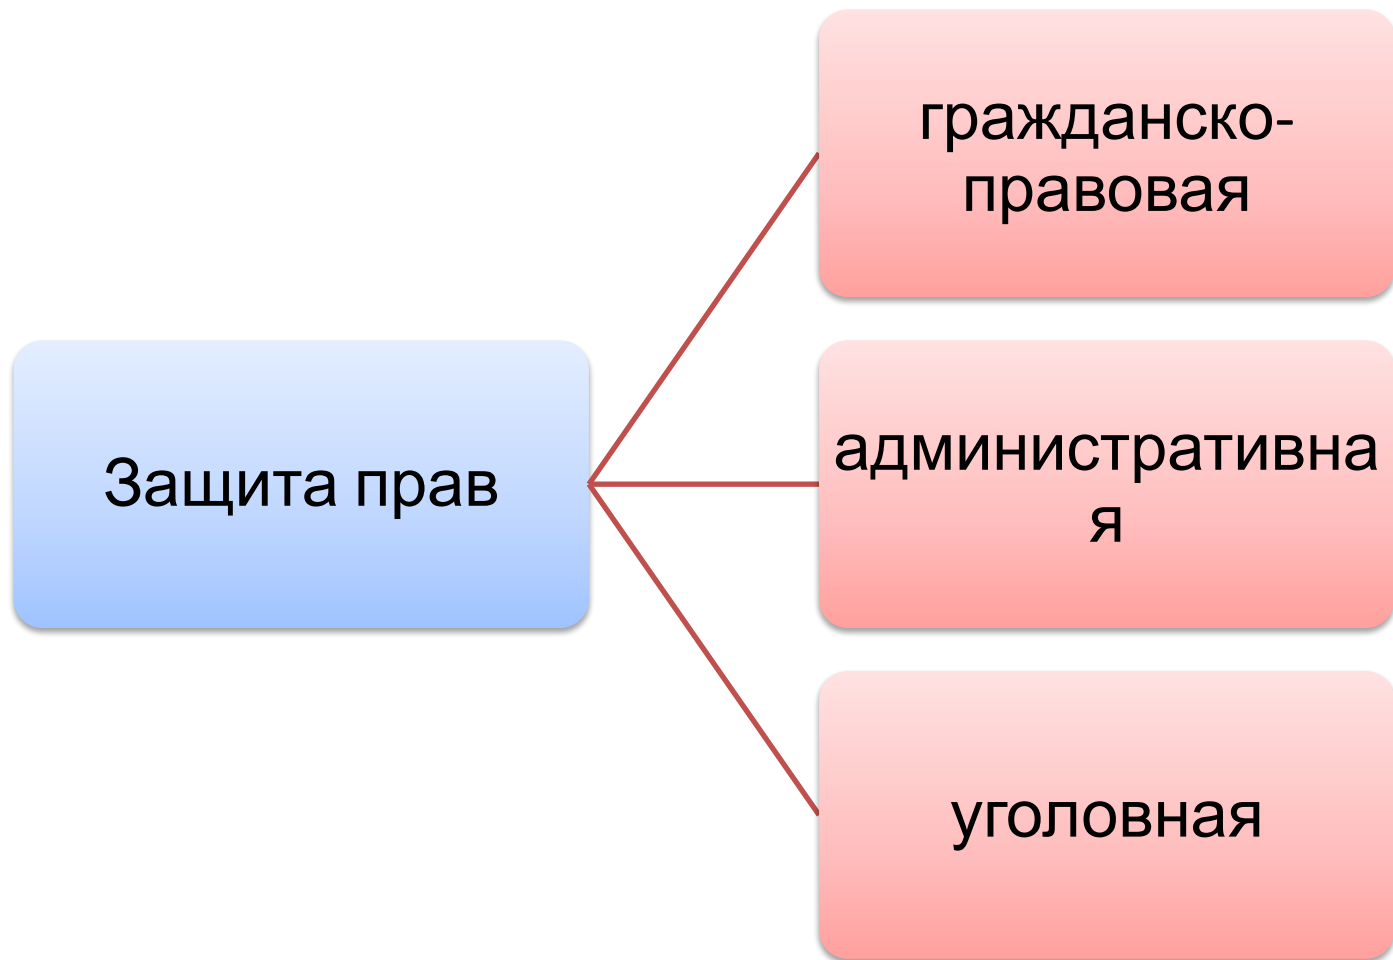 Защита прав
гражданско-
правовая
административна
я
уголовная